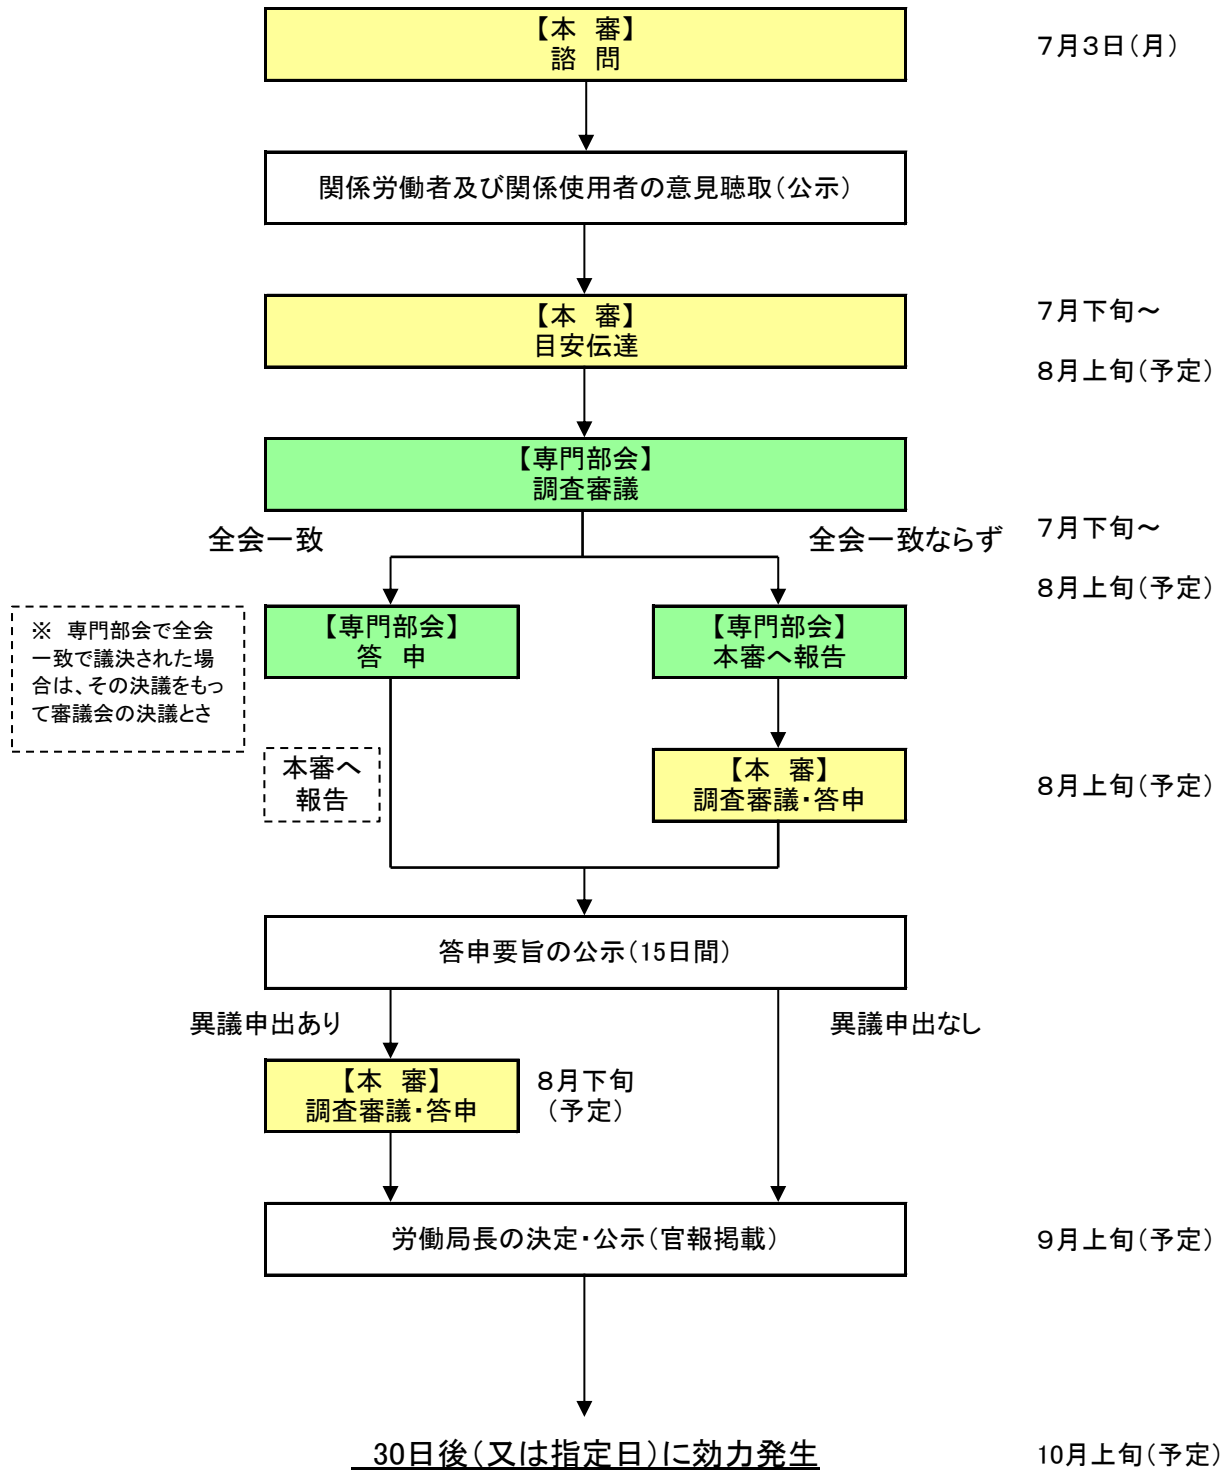 【本　審】
諮　問
７月３日（月）
関係労働者及び関係使用者の意見聴取（公示）
【本　審】
目安伝達
７月下旬～
８月上旬（予定）
【専門部会】
調査審議
全会一致
全会一致ならず
７月下旬～
８月上旬（予定）
※　専門部会で全会
一致で議決された場
合は、その決議をもっ
て審議会の決議とさ
【専門部会】
答　申
【専門部会】
本審へ報告
本審へ
報告
【本　審】
調査審議・答申
８月上旬（予定）
答申要旨の公示（15日間）
異議申出あり
異議申出なし
【本　審】
調査審議・答申
８月下旬
（予定）
労働局長の決定・公示（官報掲載）
９月上旬（予定）
30日後（又は指定日）に効力発生
10月上旬（予定）